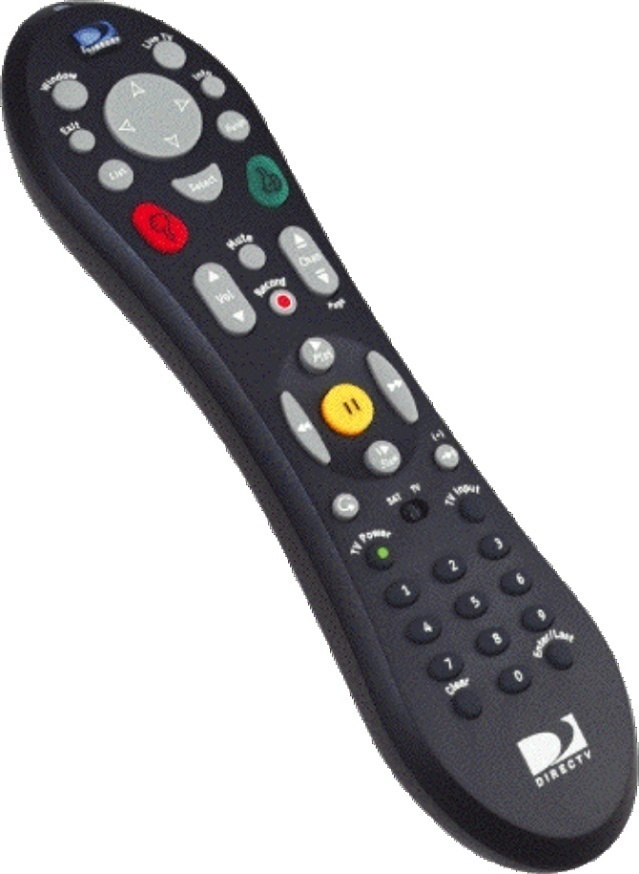 DIRECTV
Live TV
Window
Info
Exit
Guide
List
Select
Mute
Vol
Record
Chan
Page
Play
Slow
SAT TV
TV Input
TV Power
1 2 3
4 5 6
7 8 9
Clear 0 Enter/Last
DIRECTV